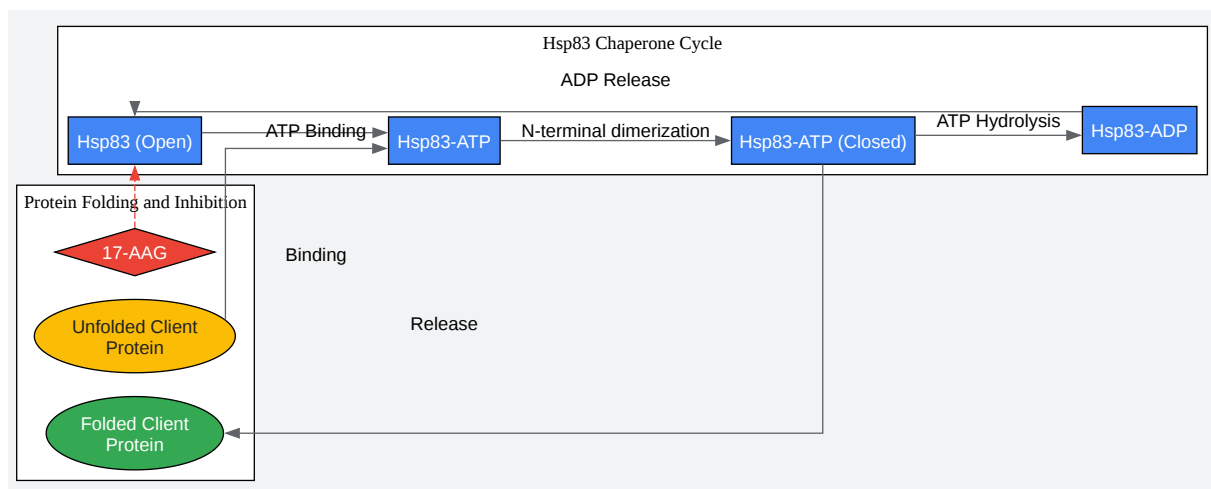 Hsp83 Chaperone Cycle
ADP Release
Hsp83 (Open)
ATP Binding
Hsp83-ATP
N-terminal dimerization
Hsp83-ATP (Closed)
ATP Hydrolysis
Hsp83-ADP
Protein Folding and Inhibition
17-AAG
Binding
Unfolded Client
Protein
Release
Folded Client
Protein